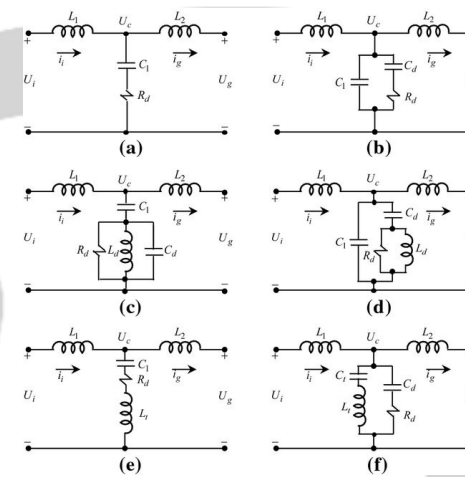 L1 Uc L2
+ ii C1 ig +
Ui Rd Ug
− −
(a)
L1 Uc L2
+ ii C1 Cd ig
Ui Rd
−
(b)
L1 Uc L2
+ ii C1 ig +
Ui Rd Ld Cd Ug
− −
(c)
L1 Uc L2
+ ii Cd ig
Ui C1 Rd Ld
−
(d)
L1 Uc L2
+ ii C1 ig +
Ui Rd Ug
Lt
− −
(e)
L1 Uc L2
+ ii Ct Cd ig
Ui Lt Rd
−
(f)